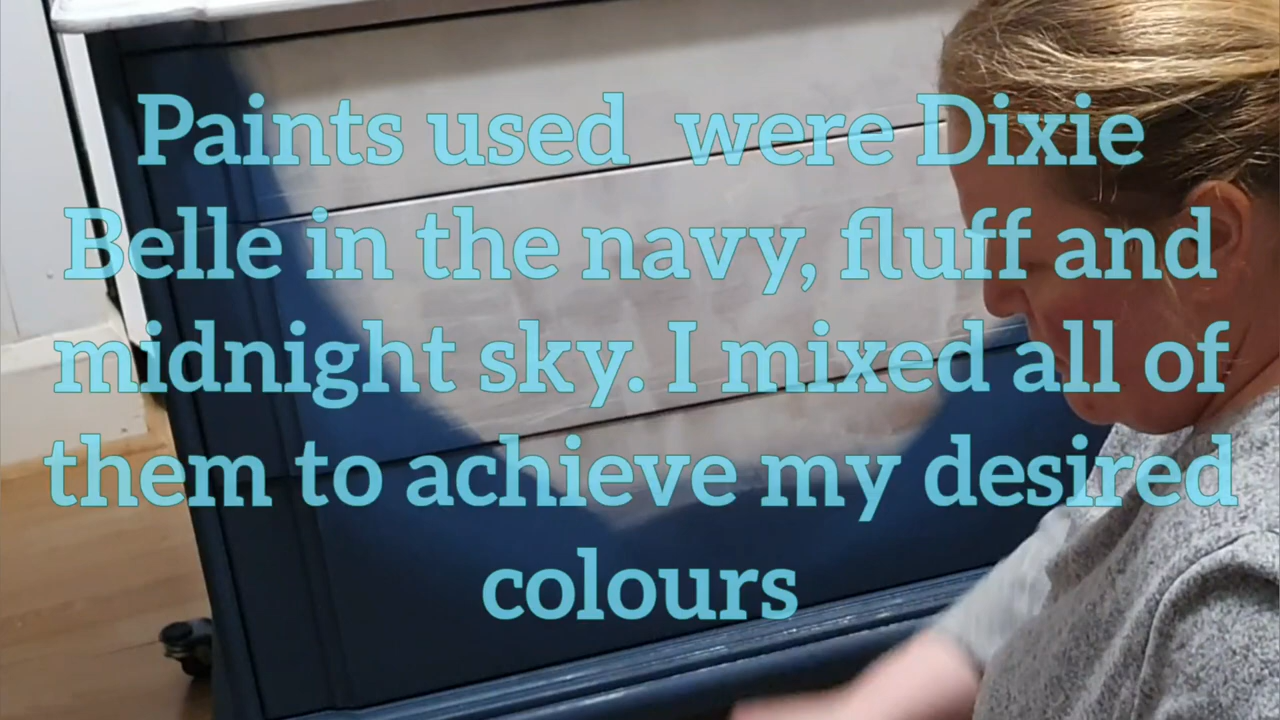 Paints used were Dixie
Belle in the navy, fluff and
midnight sky. I mixed all of
them to achieve my desired
colours